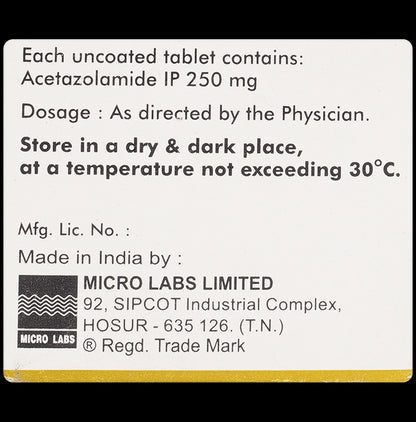 Each uncoated tablet contains:
Acetazolamide IP 250 mg
Dosage : As directed by the Physician.
Store in a dry & dark place,
at a temperature not exceeding 30°C.
Mfg. Lic. No. :
Made in India by :
MICRO LABS LIMITED
92, SIPCOT Industrial Complex,
HOSUR - 635 126. (T.N.)
® Regd. Trade Mark
MICRO LABS